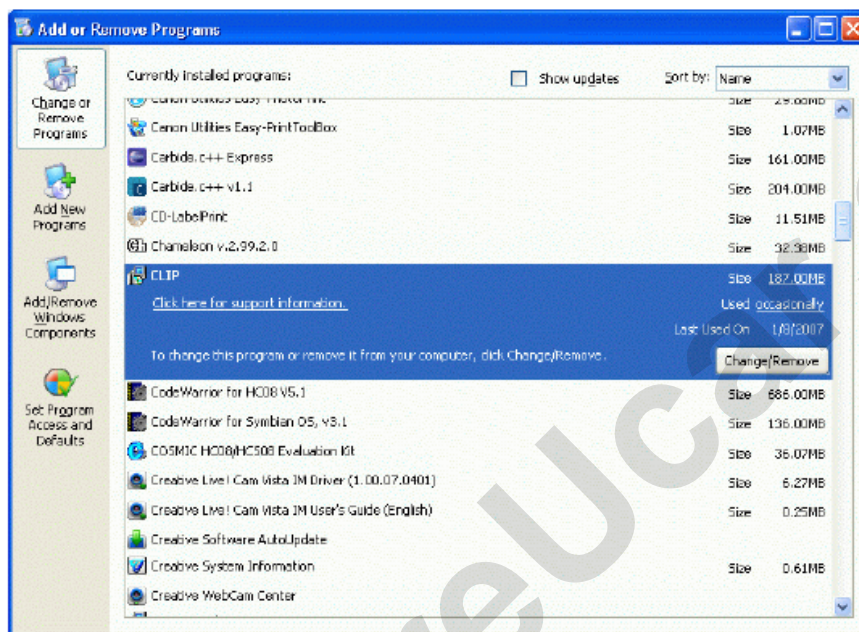 Add or Remove Programs
Change or
Remove
Programs
Add New
Programs
Add/Remove
Windows
Components
Set Program
Access and
Defaults
Currently installed programs:
Show updates
Sort by: Name
Size
Canon Utilities Easy-PrintToolBox Size 1.07MB
Carbide.c++ Express Size 161.00MB
Carbide.c++ v1.1 Size 204.00MB
CD-LabelPrint Size 11.51MB
Chameleon v.2.99.2.0 Size 32.38MB
CLIP Size 187.00MB
Click here for support information. Used occasionally
Last Used On 1/8/2007
To change this program or remove it from your computer, click Change/Remove. Change/Remove
CodeWarrior for HC08 V5.1 Size 686.00MB
CodeWarrior for Symbian OS, v3.1 Size 136.00MB
COSMIC HC08/HCS08 Evaluation Kit Size 36.07MB
Creative Live! Cam Vista IM Driver (1.00.07.0401) Size 6.27MB
Creative Live! Cam Vista IM User's Guide (English) Size 0.25MB
Creative Software AutoUpdate
Creative System Information Size 0.61MB
Creative WebCam Center